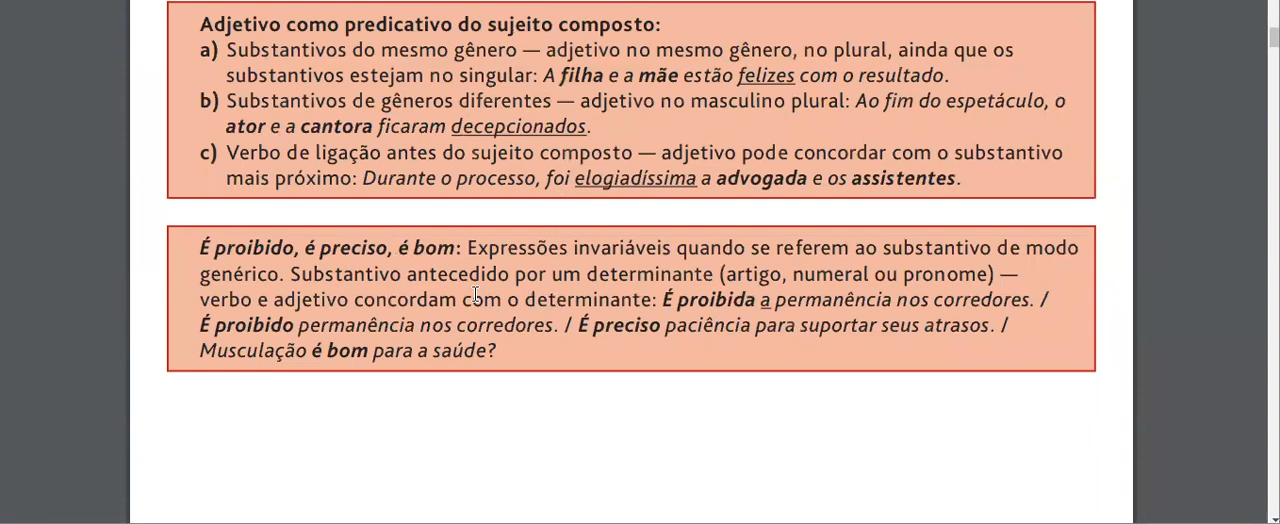 Adjetivo como predicativo do sujeito composto:
a) Substantivos do mesmo gênero — adjetivo no mesmo gênero, no plural, ainda que os
substantivos estejam no singular: A filha e a mãe estão felizes com o resultado.
b) Substantivos de gêneros diferentes — adjetivo no masculino plural: Ao fim do espetáculo, o
ator e a cantora ficaram decepcionados.
c) Verbo de ligação antes do sujeito composto — adjetivo pode concordar com o substantivo
mais próximo: Durante o processo, foi elogiadíssima a advogada e os assistentes.
É proibido, é preciso, é bom: Expressões invariáveis quando se referem ao substantivo de modo
genérico. Substantivo antecedido por um determinante (artigo, numeral ou pronome) —
verbo e adjetivo concordam com o determinante: É proibida a permanência nos corredores. /
É proibido permanência nos corredores. / É preciso paciência para suportar seus atrasos. /
Musculação é bom para a saúde?